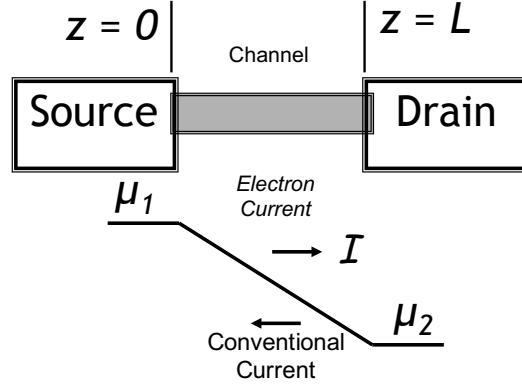 z = 0
z = L
Channel
Source
Drain
Electron
Current
μ1
I
μ2
Conventional
Current